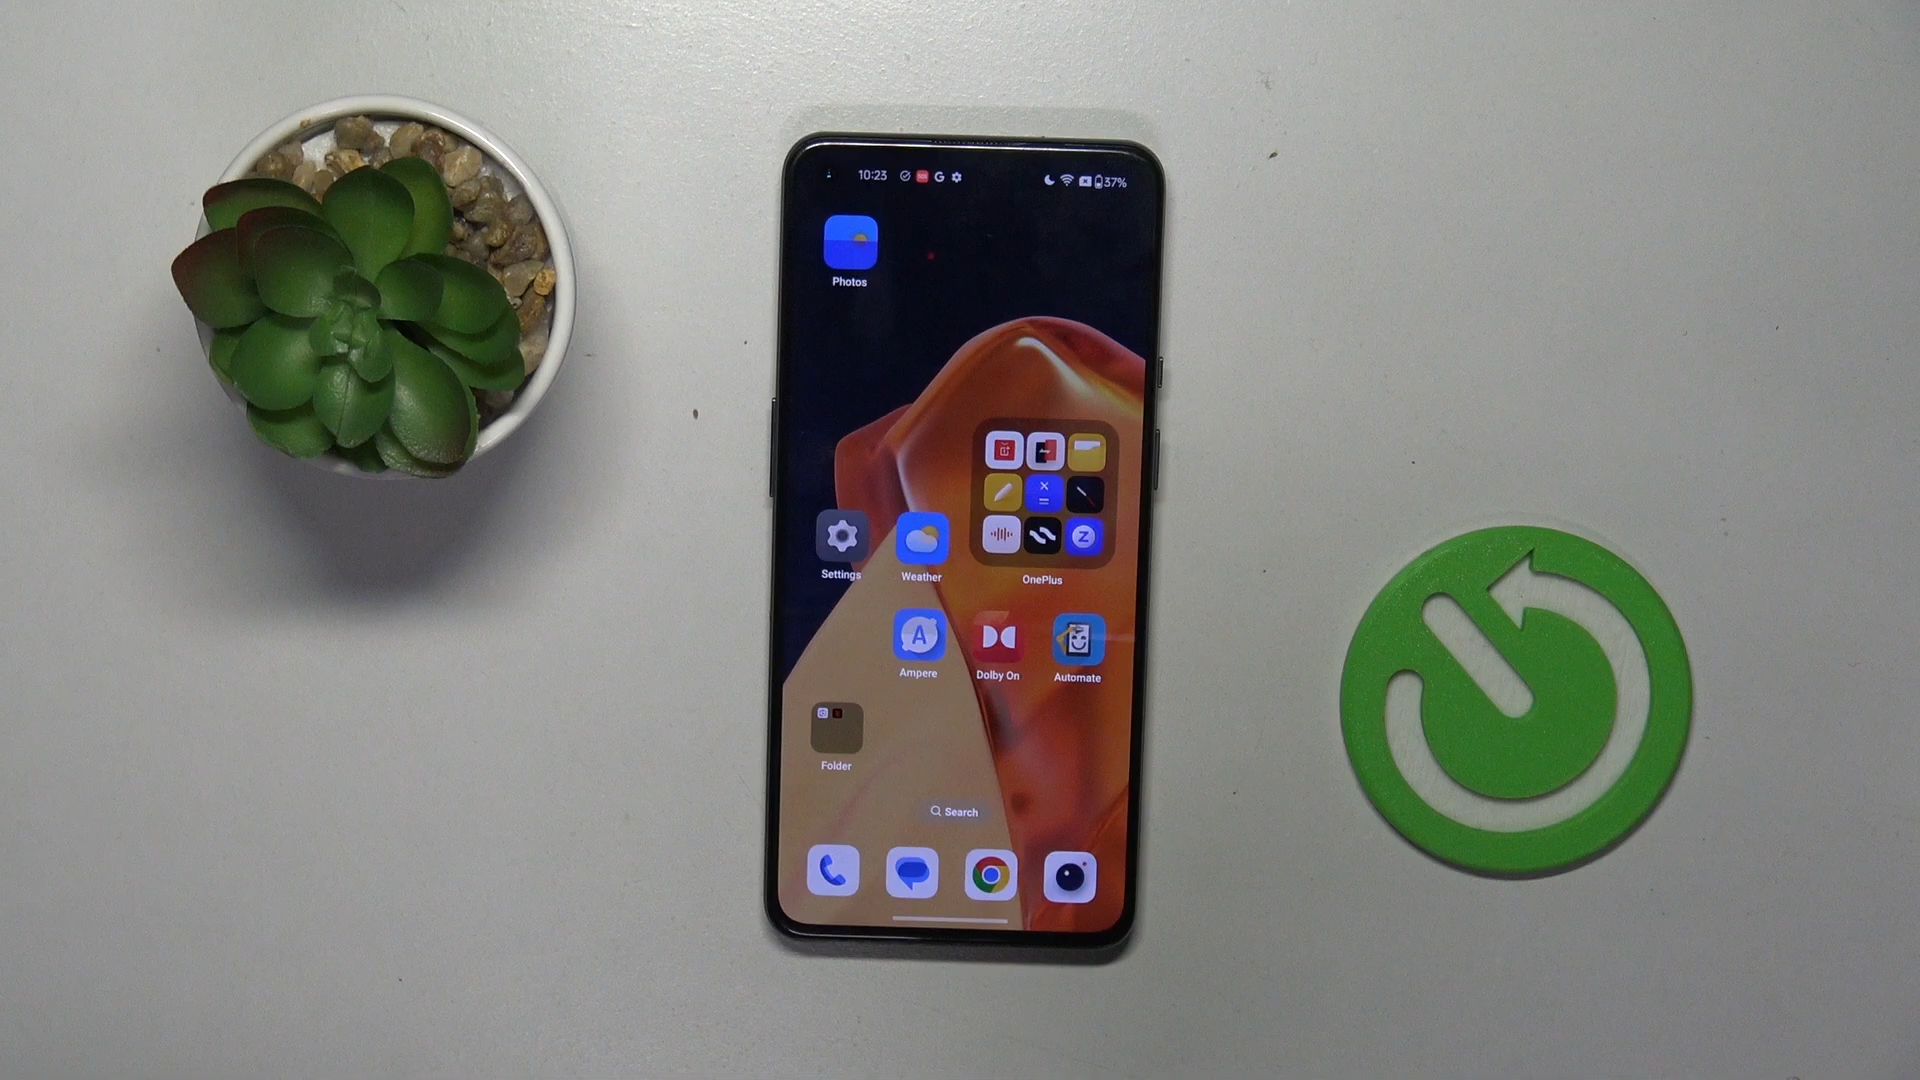 10:23
37%
Photos
Settings
Weather
OnePlus
A
Z
Ampere
Dolby On
Automate
Folder
Search